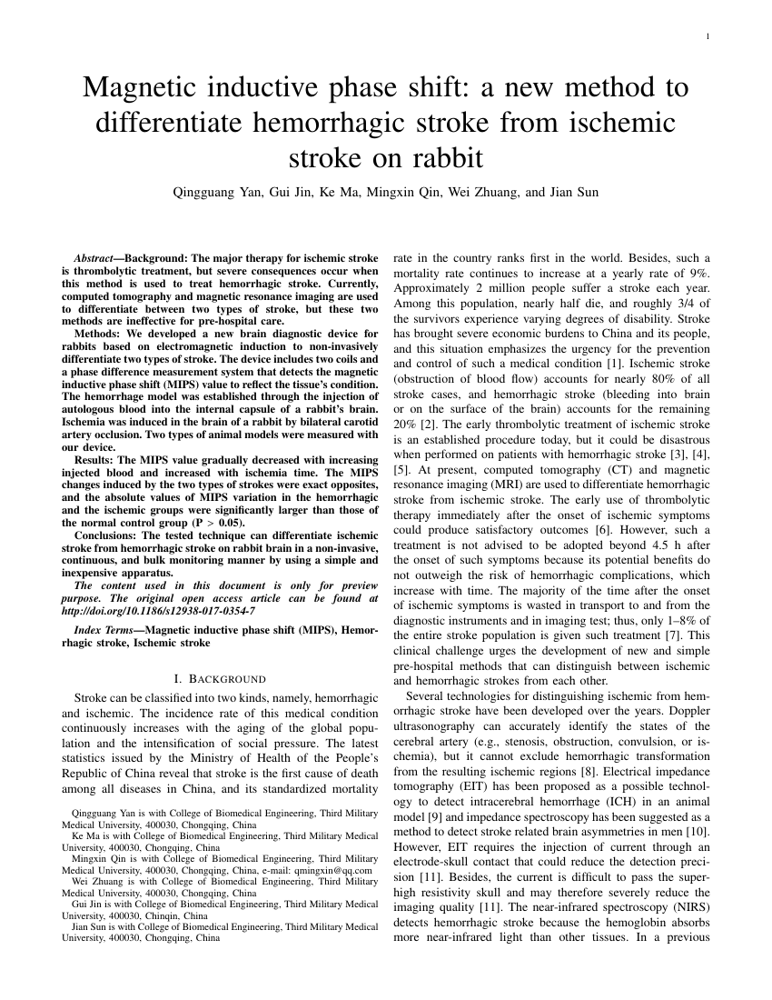 1
Magnetic inductive phase shift: a new method to
differentiate hemorrhagic stroke from ischemic
stroke on rabbit
Qingguang Yan, Gui Jin, Ke Ma, Mingxin Qin, Wei Zhuang, and Jian Sun
Abstract—Background: The major therapy for ischemic stroke
is thrombolytic treatment, but severe consequences occur when
this method is used to treat hemorrhagic stroke. Currently,
computed tomography and magnetic resonance imaging are used
to differentiate between two types of stroke, but these two
methods are ineffective for pre-hospital care.
Methods: We developed a new brain diagnostic device for
rabbits based on electromagnetic induction to non-invasively
differentiate two types of stroke. The device includes two coils and
a phase difference measurement system that detects the magnetic
inductive phase shift (MIPS) value to reflect the tissue's condition.
The hemorrhage model was established through the injection of
autologous blood into the internal capsule of a rabbit's brain.
Ischemia was induced in the brain of a rabbit by bilateral carotid
artery occlusion. Two types of animal models were measured with
our device.
Results: The MIPS value gradually decreased with increasing
injected blood and increased with ischemia time. The MIPS
changes induced by the two types of strokes were exact opposites,
and the absolute values of MIPS variation in the hemorrhagic
and the ischemic groups were significantly larger than those of
the normal control group (P > 0.05).
Conclusions: The tested technique can differentiate ischemic
stroke from hemorrhagic stroke on rabbit brain in a non-invasive,
continuous, and bulk monitoring manner by using a simple and
inexpensive apparatus.
The content used in this document is only for preview
purpose. The original open access article can be found at
http://doi.org/10.1186/s12938-017-0354-7
Index Terms—Magnetic inductive phase shift (MIPS), Hemor-
rhagic stroke, Ischemic stroke
I. BACKGROUND
Stroke can be classified into two kinds, namely, hemorrhagic
and ischemic. The incidence rate of this medical condition
continuously increases with the aging of the global popu-
lation and the intensification of social pressure. The latest
statistics issued by the Ministry of Health of the People's
Republic of China reveal that stroke is the first cause of death
among all diseases in China, and its standardized mortality
Qingguang Yan is with College of Biomedical Engineering, Third Military
Medical University, 400030, Chongqing, China
Ke Ma is with College of Biomedical Engineering, Third Military Medical
University, 400030, Chongqing, China
Mingxin Qin is with College of Biomedical Engineering, Third Military
Medical University, 400030, Chongqing, China, e-mail: qmingxin@qq.com
Wei Zhuang is with College of Biomedical Engineering, Third Military
Medical University, 400030, Chongqing, China
Gui Jin is with College of Biomedical Engineering, Third Military Medical
University, 400030, Chinqin, China
Jian Sun is with College of Biomedical Engineering, Third Military Medical
University, 400030, Chongqing, China
rate in the country ranks first in the world. Besides, such a
mortality rate continues to increase at a yearly rate of 9%.
Approximately 2 million people suffer a stroke each year.
Among this population, nearly half die, and roughly 3/4 of
the survivors experience varying degrees of disability. Stroke
has brought severe economic burdens to China and its people,
and this situation emphasizes the urgency for the prevention
and control of such a medical condition [1]. Ischemic stroke
(obstruction of blood flow) accounts for nearly 80% of all
stroke cases, and hemorrhagic stroke (bleeding into brain
or on the surface of the brain) accounts for the remaining
20% [2]. The early thrombolytic treatment of ischemic stroke
is an established procedure today, but it could be disastrous
when performed on patients with hemorrhagic stroke [3], [4],
[5]. At present, computed tomography (CT) and magnetic
resonance imaging (MRI) are used to differentiate hemorrhagic
stroke from ischemic stroke. The early use of thrombolytic
therapy immediately after the onset of ischemic symptoms
could produce satisfactory outcomes [6]. However, such a
treatment is not advised to be adopted beyond 4.5 h after
the onset of such symptoms because its potential benefits do
not outweigh the risk of hemorrhagic complications, which
increase with time. The majority of the time after the onset
of ischemic symptoms is wasted in transport to and from the
diagnostic instruments and in imaging test; thus, only 1–8% of
the entire stroke population is given such treatment [7]. This
clinical challenge urges the development of new and simple
pre-hospital methods that can distinguish between ischemic
and hemorrhagic strokes from each other.
Several technologies for distinguishing ischemic from hem-
orrhagic stroke have been developed over the years. Doppler
ultrasonography can accurately identify the states of the
cerebral artery (e.g., stenosis, obstruction, convulsion, or is-
chemia), but it cannot exclude hemorrhagic transformation
from the resulting ischemic regions [8]. Electrical impedance
tomography (EIT) has been proposed as a possible technol-
ogy to detect intracerebral hemorrhage (ICH) in an animal
model [9] and impedance spectroscopy has been suggested as a
method to detect stroke related brain asymmetries in men [10].
However, EIT requires the injection of current through an
electrode-skull contact that could reduce the detection preci-
sion [11]. Besides, the current is difficult to pass the super-
high resistivity skull and may therefore severely reduce the
imaging quality [11]. The near-infrared spectroscopy (NIRS)
detects hemorrhagic stroke because the hemoglobin absorbs
more near-infrared light than other tissues. In a previous